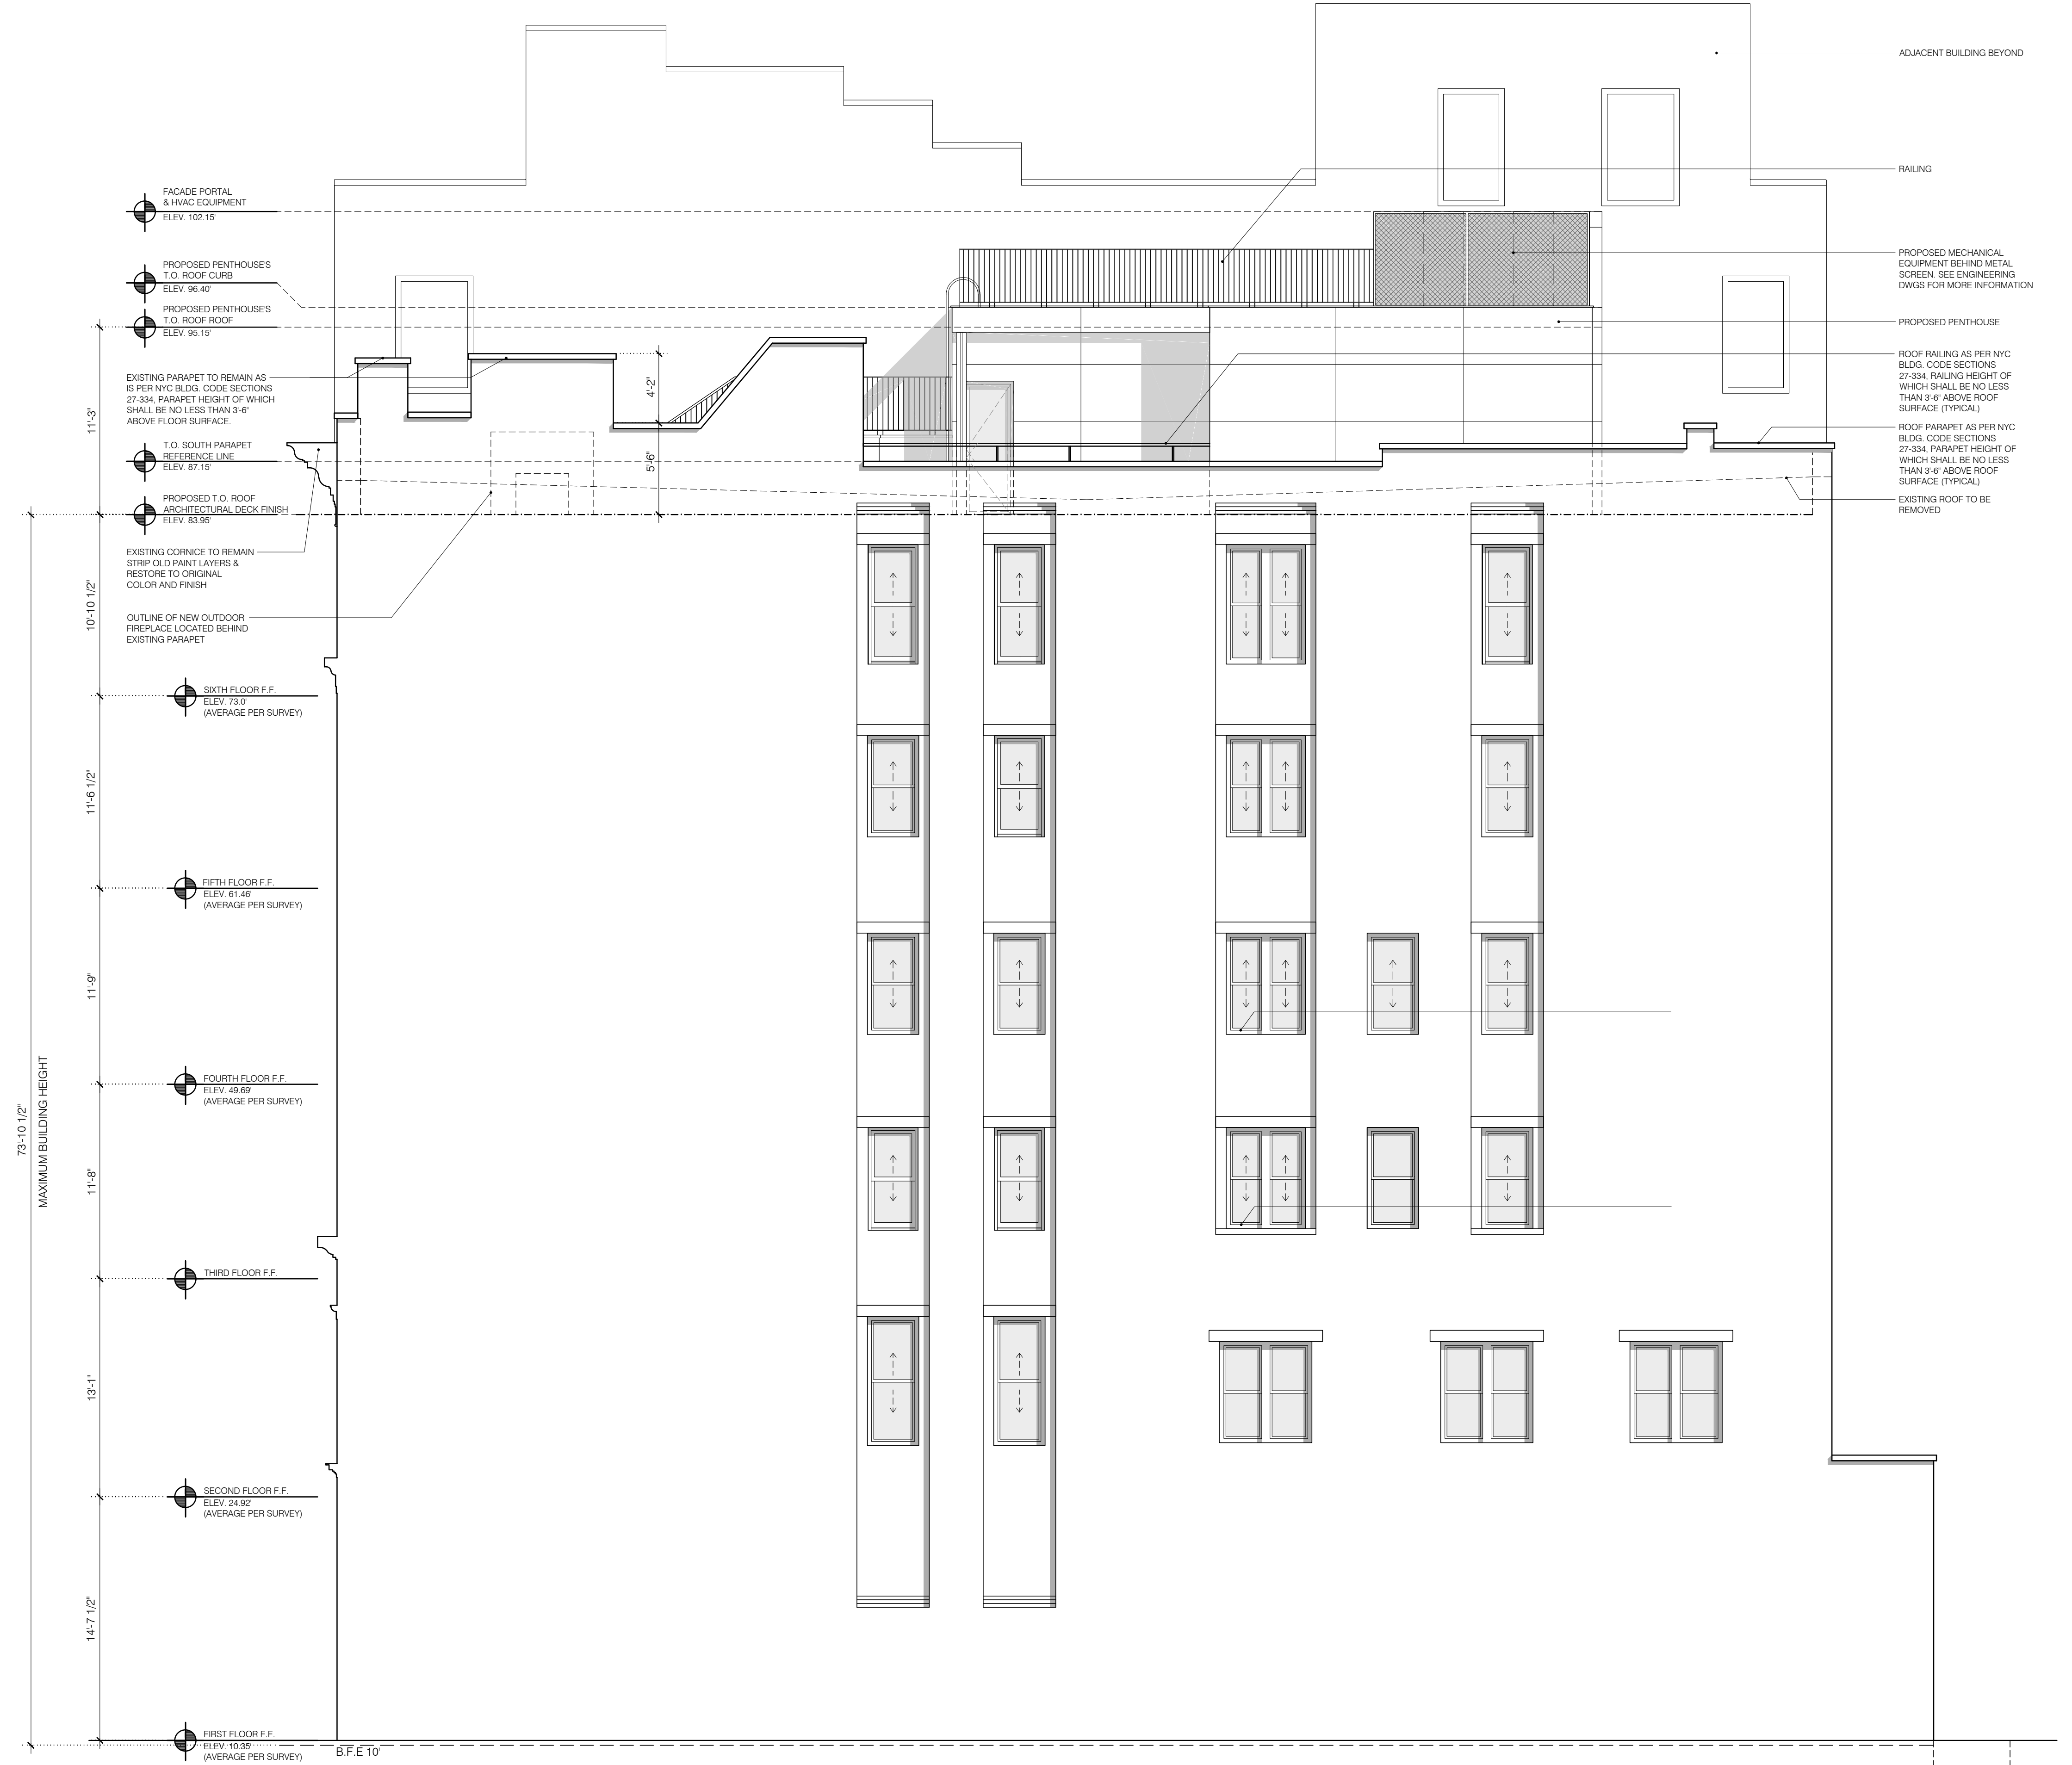 ADJACENT BUILDING BEYOND
RAILING
FACADE PORTAL
& HVAC EQUIPMENT
ELEV. 102.15'
PROPOSED MECHANICAL
EQUIPMENT BEHIND METAL
SCREEN. SEE ENGINEERING
DWGS FOR MORE INFORMATION
PROPOSED PENTHOUSE'S
T.O. ROOF CURB
ELEV. 96.40'
PROPOSED PENTHOUSE'S
T.O. ROOF ROOF
ELEV. 95.15'
PROPOSED PENTHOUSE
ROOF RAILING AS PER NYC
BLDG. CODE SECTIONS
27-334, RAILING HEIGHT OF
WHICH SHALL BE NO LESS
THAN 3'-6" ABOVE ROOF
SURFACE (TYPICAL)
EXISTING PARAPET TO REMAIN AS
IS PER NYC BLDG. CODE SECTIONS
27-334, PARAPET HEIGHT OF WHICH
SHALL BE NO LESS THAN 3'-6"
ABOVE FLOOR SURFACE.
4'-2"
11'-3"
ROOF PARAPET AS PER NYC
BLDG. CODE SECTIONS
27-334, PARAPET HEIGHT OF
WHICH SHALL BE NO LESS
THAN 3'-6" ABOVE ROOF
SURFACE (TYPICAL)
T.O. SOUTH PARAPET
REFERENCE LINE
ELEV. 87.15'
5'-6"
EXISTING ROOF TO BE
REMOVED
PROPOSED T.O. ROOF
ARCHITECTURAL DECK FINISH
ELEV. 83.95'
EXISTING CORNICE TO REMAIN
STRIP OLD PAINT LAYERS &
RESTORE TO ORIGINAL
COLOR AND FINISH
10'-10 1/2"
OUTLINE OF NEW OUTDOOR
FIREPLACE LOCATED BEHIND
EXISTING PARAPET
SIXTH FLOOR F.F.
ELEV. 73.0'
(AVERAGE PER SURVEY)
11'-6 1/2"
FIFTH FLOOR F.F.
ELEV. 61.46'
(AVERAGE PER SURVEY)
11'-9"
FOURTH FLOOR F.F.
ELEV. 49.69'
(AVERAGE PER SURVEY)
73'-10 1/2"
MAXIMUM BUILDING HEIGHT
11'-8"
THIRD FLOOR F.F.
13'-1"
SECOND FLOOR F.F.
ELEV. 24.92'
(AVERAGE PER SURVEY)
14'-7 1/2"
FIRST FLOOR F.F.
ELEV. 10.35'
(AVERAGE PER SURVEY)
B.F.E 10'